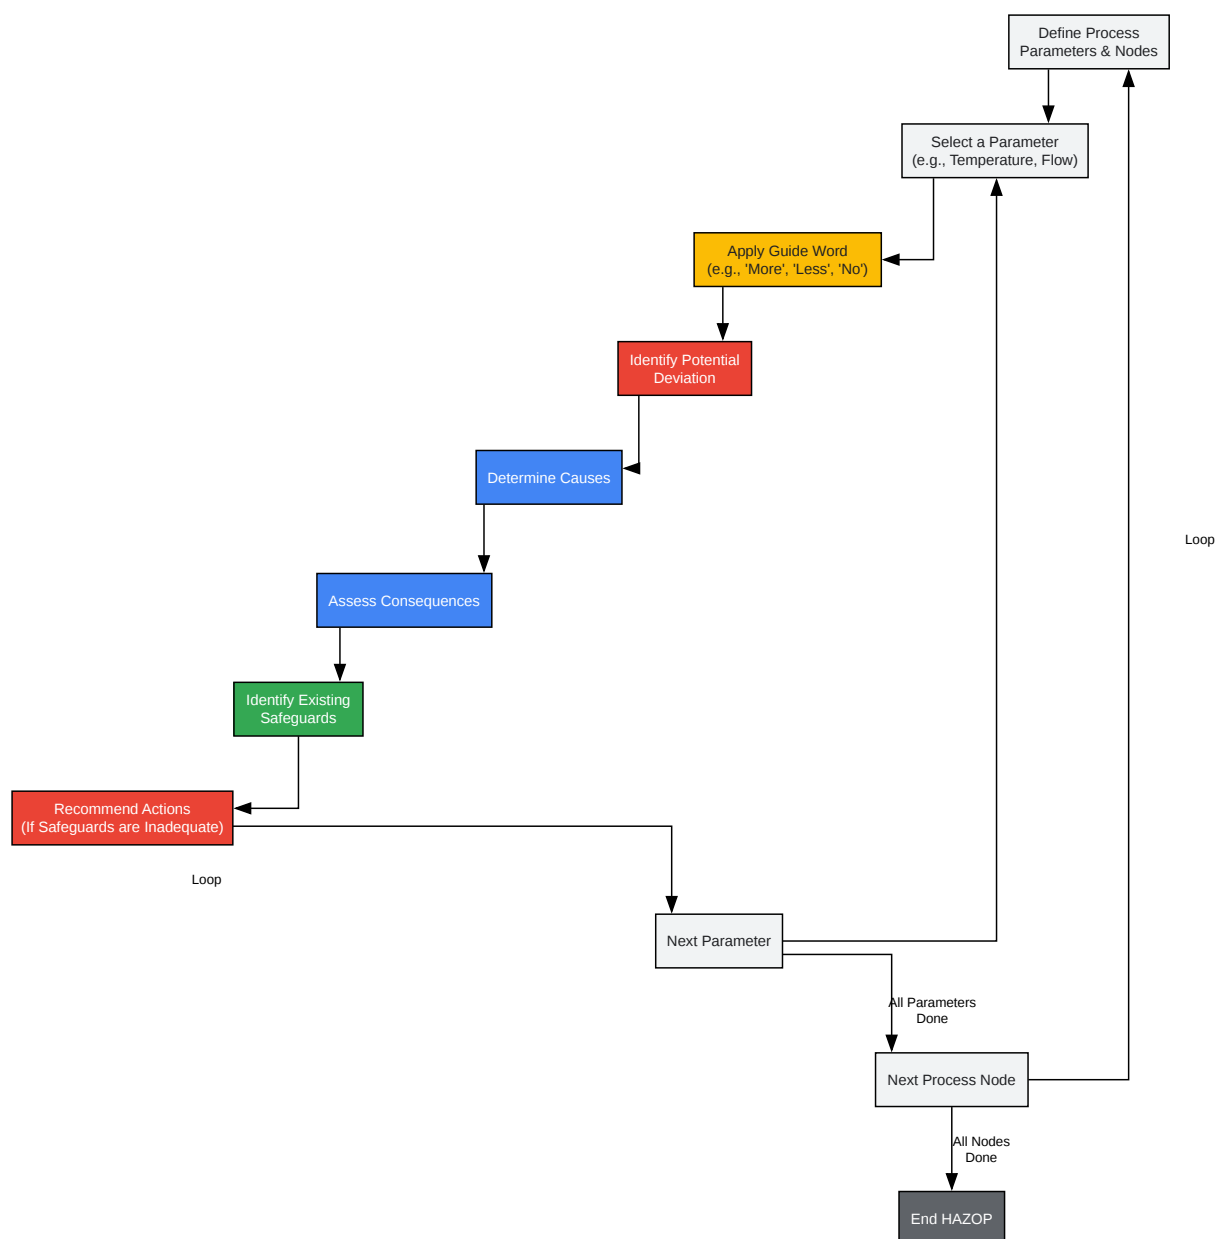 Define Process
Parameters & Nodes
Select a Parameter
(e.g., Temperature, Flow)
Apply Guide Word
(e.g., 'More', 'Less', 'No')
Identify Potential
Deviation
Determine Causes
Loop
Assess Consequences
Identify Existing
Safeguards
Recommend Actions
(If Safeguards are Inadequate)
Loop
Next Parameter
All Parameters
Done
Next Process Node
All Nodes
Done
End HAZOP